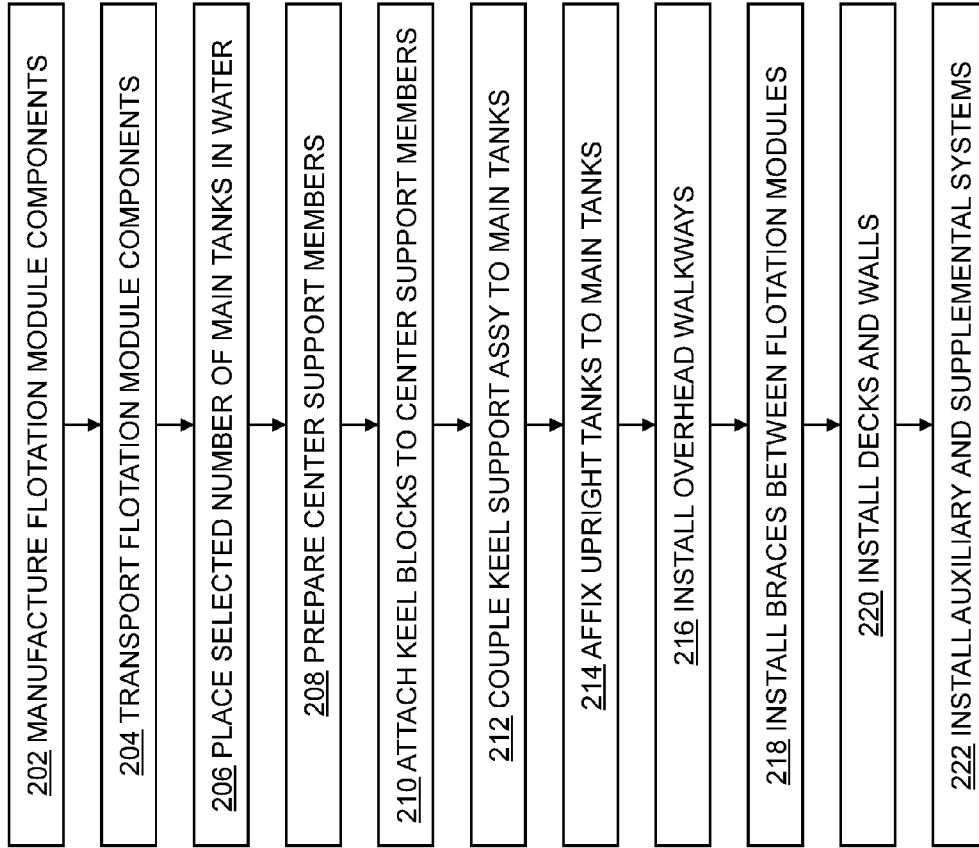 202 MANUFACTURE FLOTATION MODULE COMPONENTS
204 TRANSPORT FLOTATION MODULE COMPONENTS
206 PLACE SELECTED NUMBER OF MAIN TANKS IN WATER
208 PREPARE CENTER SUPPORT MEMBERS
210 ATTACH KEEL BLOCKS TO CENTER SUPPORT MEMBERS
212 COUPLE KEEL SUPPORT ASSY TO MAIN TANKS
214 AFFIX UPRIGHT TANKS TO MAIN TANKS
216 INSTALL OVERHEAD WALKWAYS
218 INSTALL BRACES BETWEEN FLOTATION MODULES
220 INSTALL DECKS AND WALLS
222 INSTALL AUXILIARY AND SUPPLEMENTAL SYSTEMS